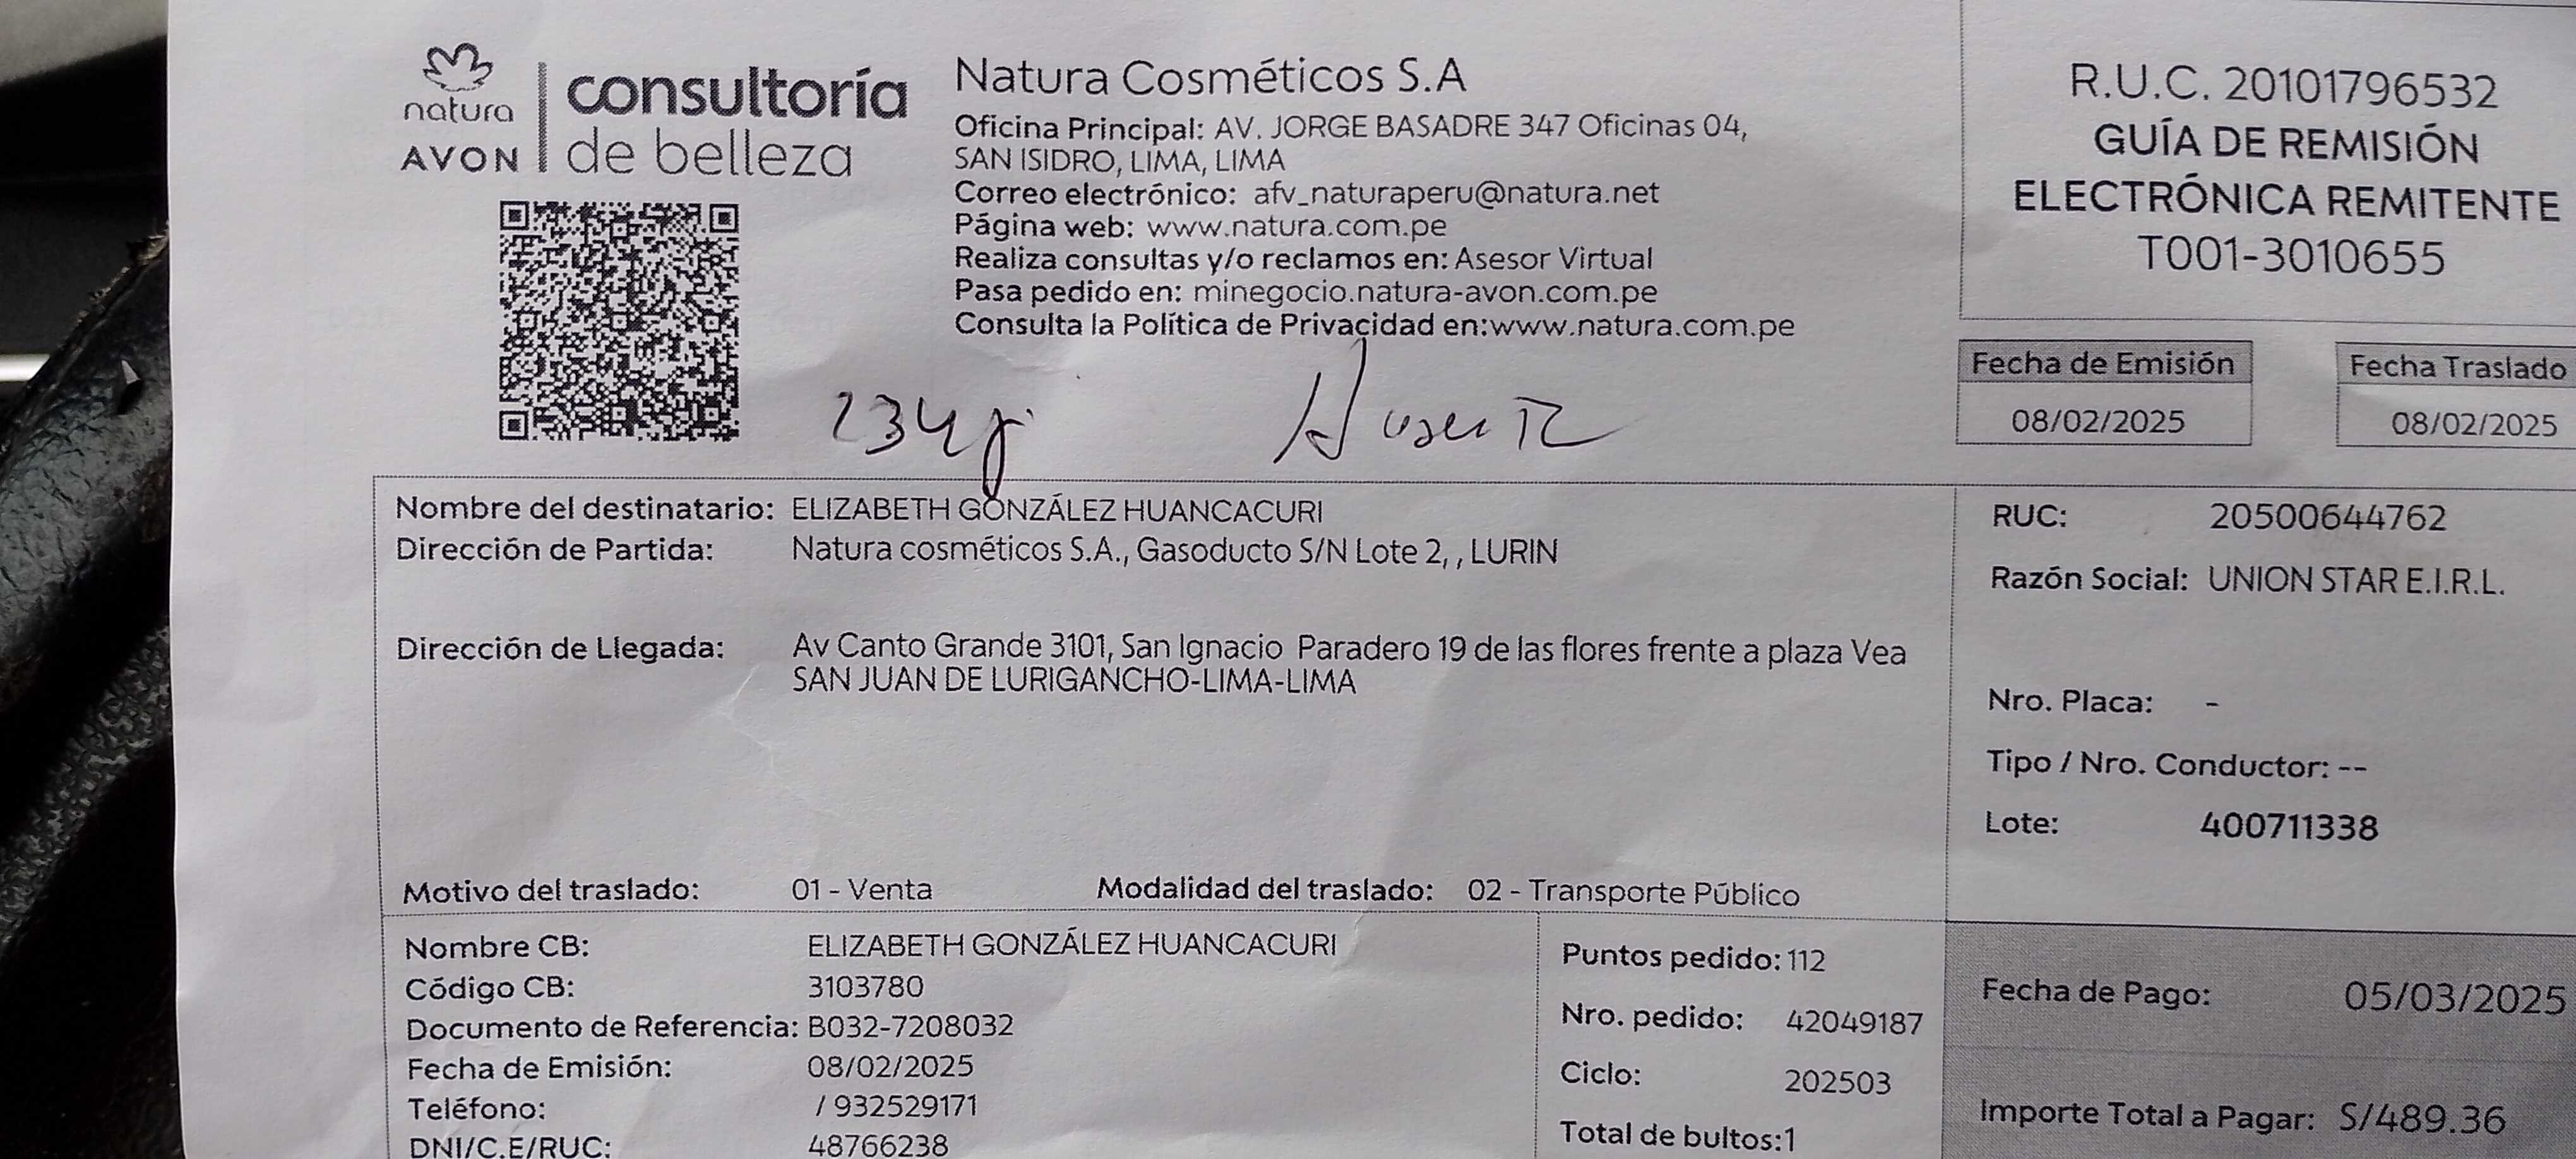 natura
AVON
consultoría
de belleza
Natura Cosméticos S.A
Oficina Principal: AV. JORGE BASADRE 347 Oficinas 04,
SAN ISIDRO, LIMA, LIMA
Correo electrónico: afv_naturaperu@natura.net
Página web: www.natura.com.pe
Realiza consultas y/o reclamos en: Asesor Virtual
Pasa pedido en: minegocio.natura-avon.com.pe
Consulta la Política de Privacidad en:www.natura.com.pe
R.U.C. 20101796532
GUÍA DE REMISIÓN
ELECTRÓNICA REMITENTE
T001-3010655
Fecha de Emisión
08/02/2025
Fecha Traslado
08/02/2025
Nombre del destinatario: ELIZABETH GONZÁLEZ HUANCACURI
Dirección de Partida: Natura cosméticos S.A., Gasoducto S/N Lote 2, , LURIN
Dirección de Llegada: Av Canto Grande 3101, San Ignacio Paradero 19 de las flores frente a plaza Vea
SAN JUAN DE LURIGANCHO-LIMA-LIMA
Motivo del traslado: 01 - Venta Modalidad del traslado: 02 - Transporte Público
RUC: 20500644762
Razón Social: UNION STAR E.I.R.L.
Nro. Placa: -
Tipo / Nro. Conductor: --
Lote: 400711338
Nombre CB: ELIZABETH GONZÁLEZ HUANCACURI
Código CB: 3103780
Documento de Referencia: B032-7208032
Fecha de Emisión: 08/02/2025
Teléfono: / 932529171
DNI/C.E/RUC: 48766238
Puntos pedido: 112
Nro. pedido: 42049187
Ciclo: 202503
Total de bultos:1
Fecha de Pago: 05/03/2025
Importe Total a Pagar: S/489.36